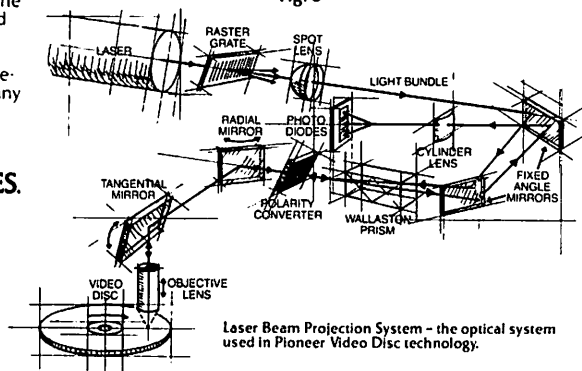 LASER
RASTER
GRATE
SPOT
LENS
LIGHT BUNDLE
RADIAL
MIRROR
PHOTO
DIODES
CYLINDER
LENS
FIXED
ANGLE
MIRRORS
TANGENTIAL
MIRROR
POLARITY
CONVERTER
WALLASTON
PRISM
VIDEO
DISC
OBJECTIVE
LENS
Laser Beam Projection System – the optical system
used in Pioneer Video Disc technology.